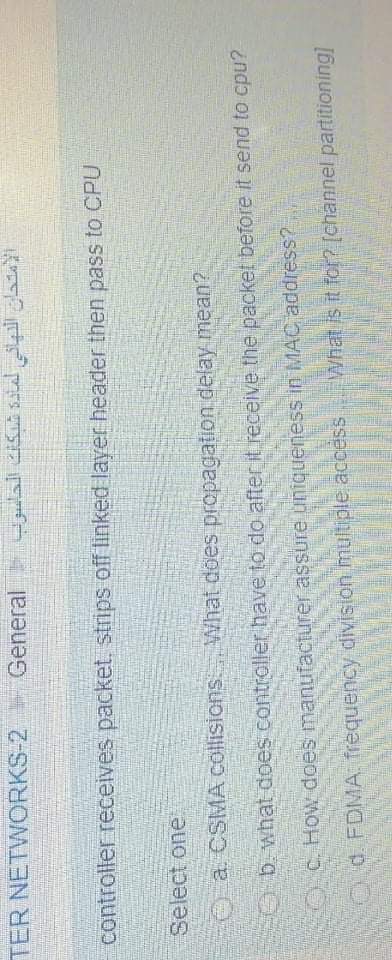 TER NETWORKS-2 General الامتحان النهائي لمادة شبكات الحاسوب
controller receives packet, strips off linked layer header then pass to CPU
Select one:
a. CSMA collisions.... What does propagation delay mean?
b. what does controller have to do after it receive the packet before it send to cpu?
c. How does manufacturer assure uniqueness in MAC address? ...
d. FDMA frequency division multiple access .... What is it for? [channel partitioning]